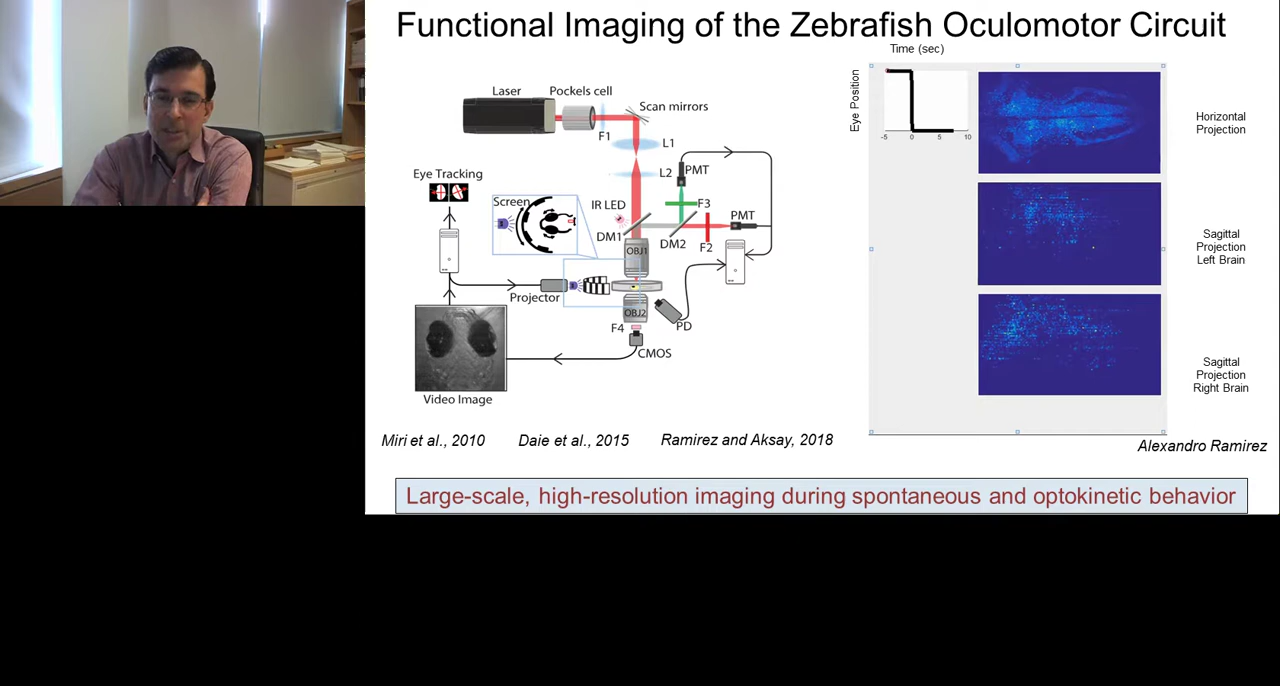 Functional Imaging of the Zebrafish Oculomotor Circuit
Time (sec)
Eye Position
-5
0
5
10
Horizontal
Projection
Sagittal
Projection
Left Brain
Sagittal
Projection
Right Brain
Laser
Pockels cell
Scan mirrors
F1
L1
L2
PMT
Eye Tracking
Screen
IR LED
F3
PMT
DM1
DM2
F2
OBJ1
Projector
OBJ2
PD
F4
CMOS
Video Image
Miri et al., 2010
Daie et al., 2015
Ramirez and Aksay, 2018
Alexandro Ramirez
Large-scale, high-resolution imaging during spontaneous and optokinetic behavior